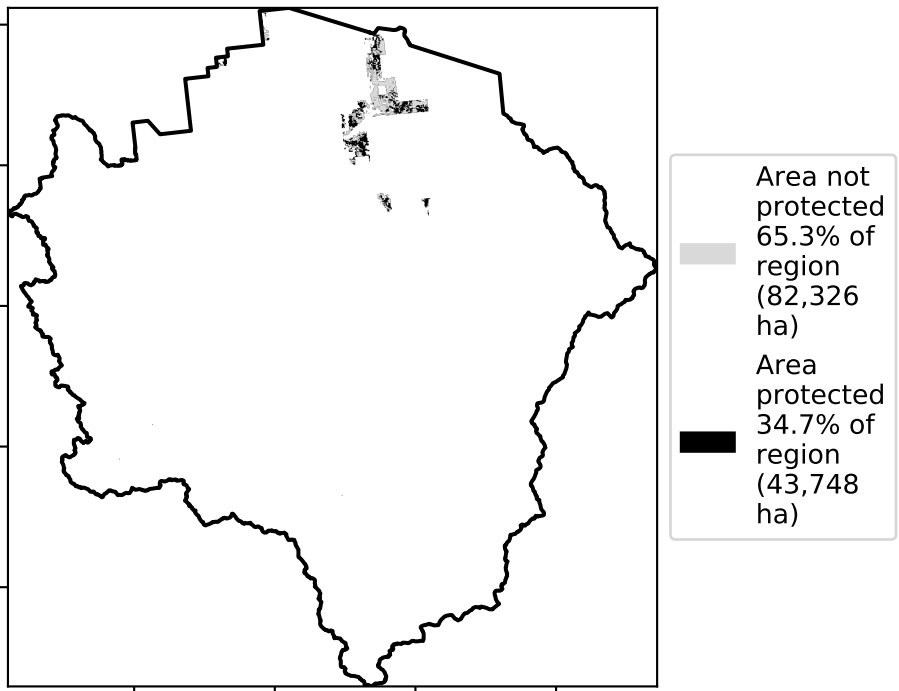 Area not
protected
65.3% of
region
(82,326
ha)
Area
protected
34.7% of
region
(43,748
ha)